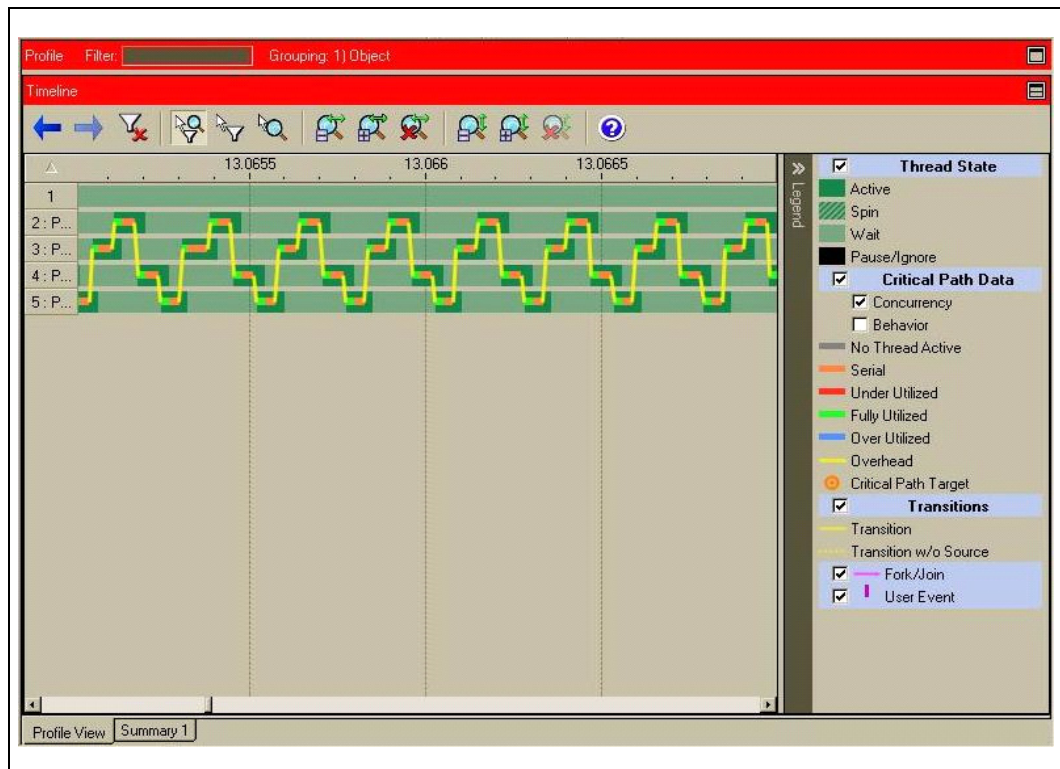 Profile Filter: Grouping: 1) Object
Timeline
13.0655 13.066 13.0665
1
2 : P...
3 : P...
4 : P...
5 : P...
Legend
Thread State
Active
Spin
Wait
Pause/Ignore
Critical Path Data
Concurrency
Behavior
No Thread Active
Serial
Under Utilized
Fully Utilized
Over Utilized
Overhead
Critical Path Target
Transitions
Transition
Transition w/o Source
Fork/Join
User Event
Profile View Summary 1